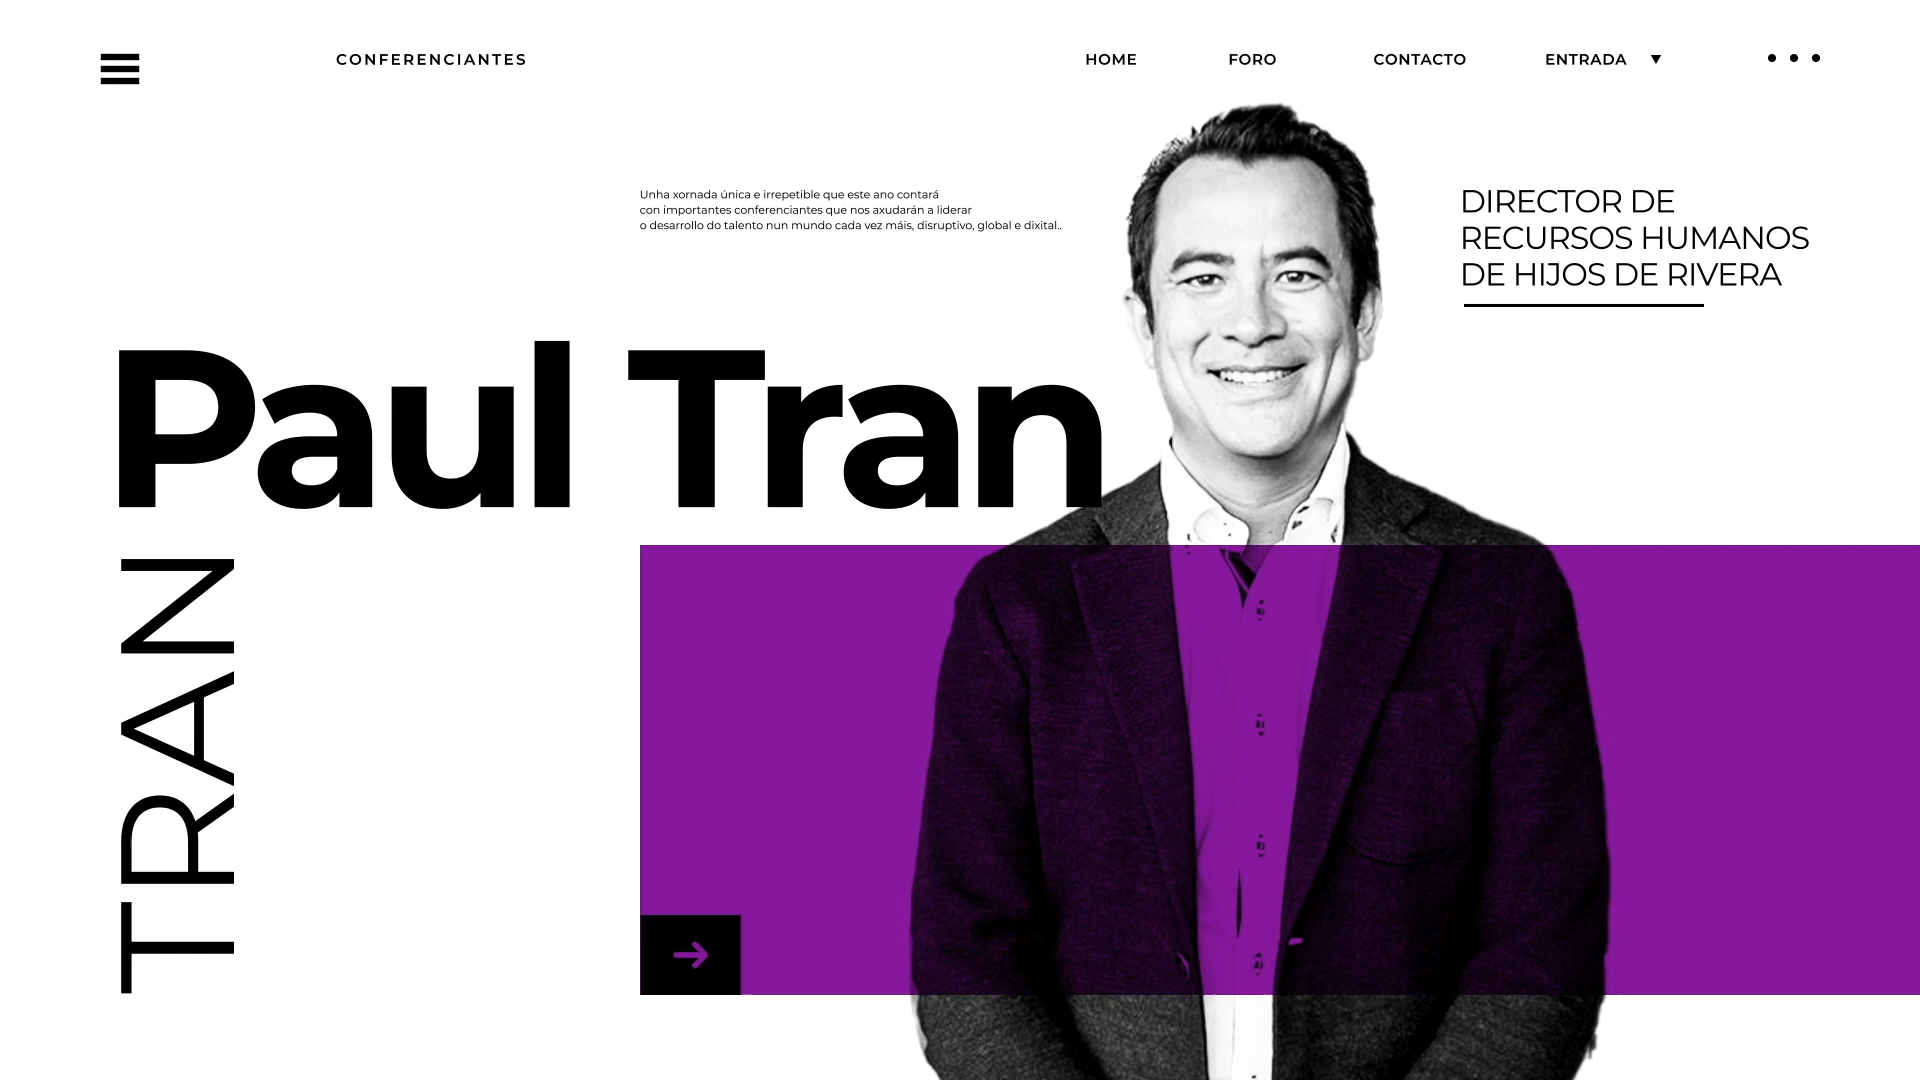 CONFERENCIANTES
HOME
FORO
CONTACTO
ENTRADA
Unha xornada única e irrepetible que este ano contará
con importantes conferenciantes que nos axudarán a liderar
o desarrollo do talento nun mundo cada vez máis, disruptivo, global e dixital..
DIRECTOR DE
RECURSOS HUMANOS
DE HIJOS DE RIVERA
Paul Tran
TRAN